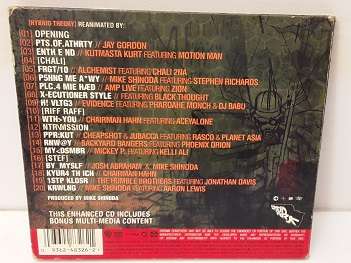 [HYBRID THEORY] REANIMATED BY:
[01] OPENING
[02] PTS.OF.ATHRTY // JAY GORDON
[03] ENTH E ND // KUTMASTA KURT FEATURING MOTION MAN
[04] [CHALI]
[05] FRGT/10 // ALCHEMIST FEATURING CHALI 2NA
[06] P5HNG ME A*WY // MIKE SHINODA FEATURING STEPHEN RICHARDS
[07] PLC.4 MIE HÆD // AMP LIVE FEATURING ZION
[08] X-ECUTIONER STYLE // FEATURING BLACK THOUGHT
[09] H! VLTG3 // EVIDENCE FEATURING PHAROAHE MONCH & DJ BABU
[10] [RIFF RAFF]
[11] WTH>YOU // CHAIRMAN HAHN FEATURING ACEYALONE
[12] NTR\MSSION
[13] PPR:KUT // CHEAPSHOT & JUBACCA FEATURING RASCO & PLANET ASIA
[14] RNW@Y // BACKYARD BANGERS FEATURING PHOENIX ORION
[15] MY<DSMBR // MICKEY P. FEATURING KELLI ALI
[16] [STEF]
[17] BY_MYSLF // JOSH ABRAHAM & MIKE SHINODA
[18] KYUR4 TH ICH // CHAIRMAN HAHN
[19] 1STP KLOSR // THE HUMBLE BROTHERS FEATURING JONATHAN DAVIS
[20] KRWLNG // MIKE SHINODA FEATURING AARON LEWIS
PRODUCED BY MIKE SHINODA
THIS ENHANCED CD INCLUDES
BONUS MULTI-MEDIA CONTENT
0 9362-48326-2